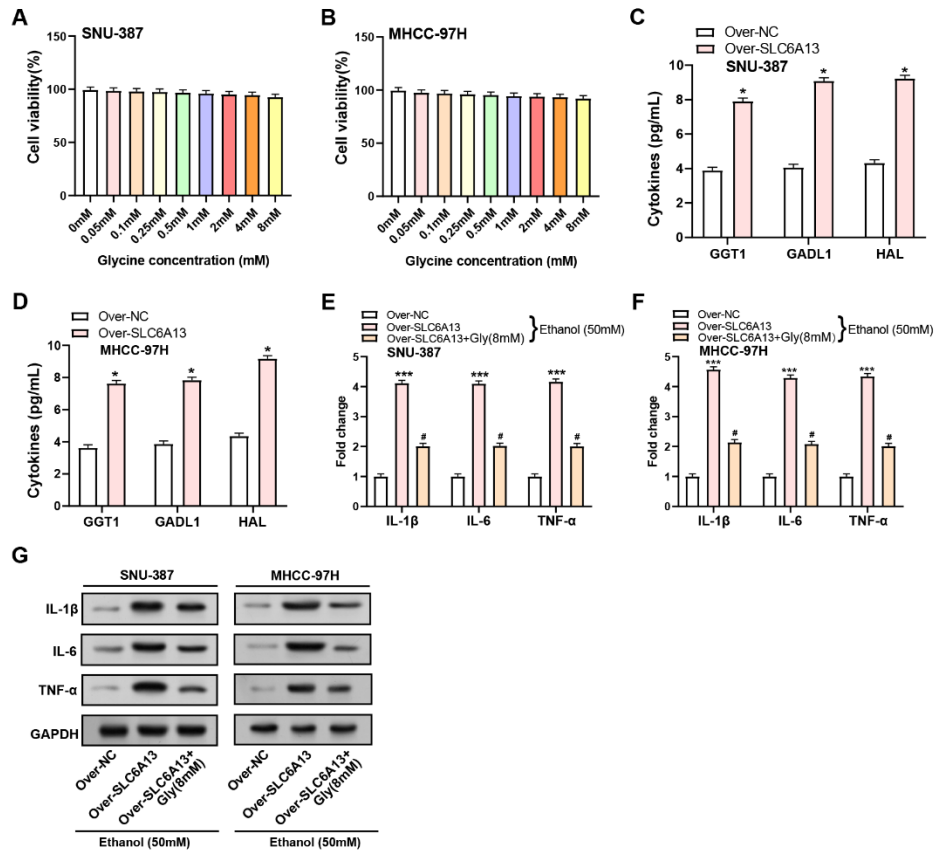 A
SNU-387
Cell viability(%)
150
100
50
0
0mM
0.05mM
0.1mM
0.25mM
0.5mM
1mM
2mM
4mM
8mM
Glycine concentration (mM)
B
MHCC-97H
Cell viability(%)
150
100
50
0
0mM
0.05mM
0.1mM
0.25mM
0.5mM
1mM
2mM
4mM
8mM
Glycine concentration (mM)
C
Over-NC
Over-SLC6A13
SNU-387
Cytokines (pg/mL)
10
8
6
4
2
0
* * *
GGT1 GADL1 HAL
D
Over-NC
Over-SLC6A13
MHCC-97H
Cytokines (pg/mL)
10
8
6
4
2
0
* * *
GGT1 GADL1 HAL
E
Over-NC
Over-SLC6A13
Over-SLC6A13+Gly(8mM)
} Ethanol (50mM)
SNU-387
Fold change
5
4
3
2
1
0
*** *** ***
# # #
IL-1β IL-6 TNF-α
F
Over-NC
Over-SLC6A13
Over-SLC6A13+Gly(8mM)
} Ethanol (50mM)
MHCC-97H
Fold change
5
4
3
2
1
0
*** *** ***
# # #
IL-1β IL-6 TNF-α
G
SNU-387 MHCC-97H
IL-1β
IL-6
TNF-α
GAPDH
Over-NC
Over-SLC6A13
Over-SLC6A13+
Gly(8mM)
Over-NC
Over-SLC6A13
Over-SLC6A13+
Gly(8mM)
Ethanol (50mM) Ethanol (50mM)